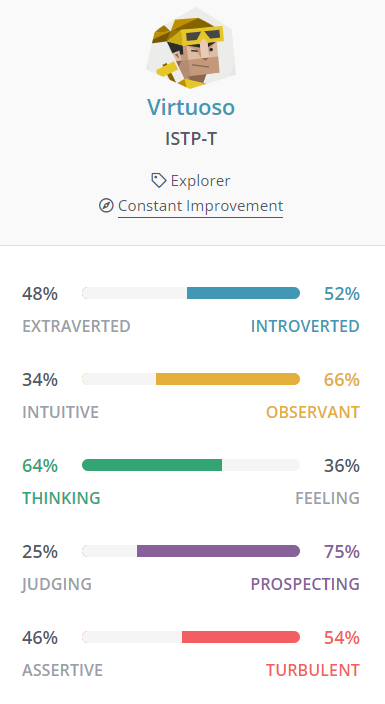 Virtuoso
ISTP-T
Explorer
Constant Improvement
48% 52%
EXTRAVERTED INTROVERTED
34% 66%
INTUITIVE OBSERVANT
64% 36%
THINKING FEELING
25% 75%
JUDGING PROSPECTING
46% 54%
ASSERTIVE TURBULENT